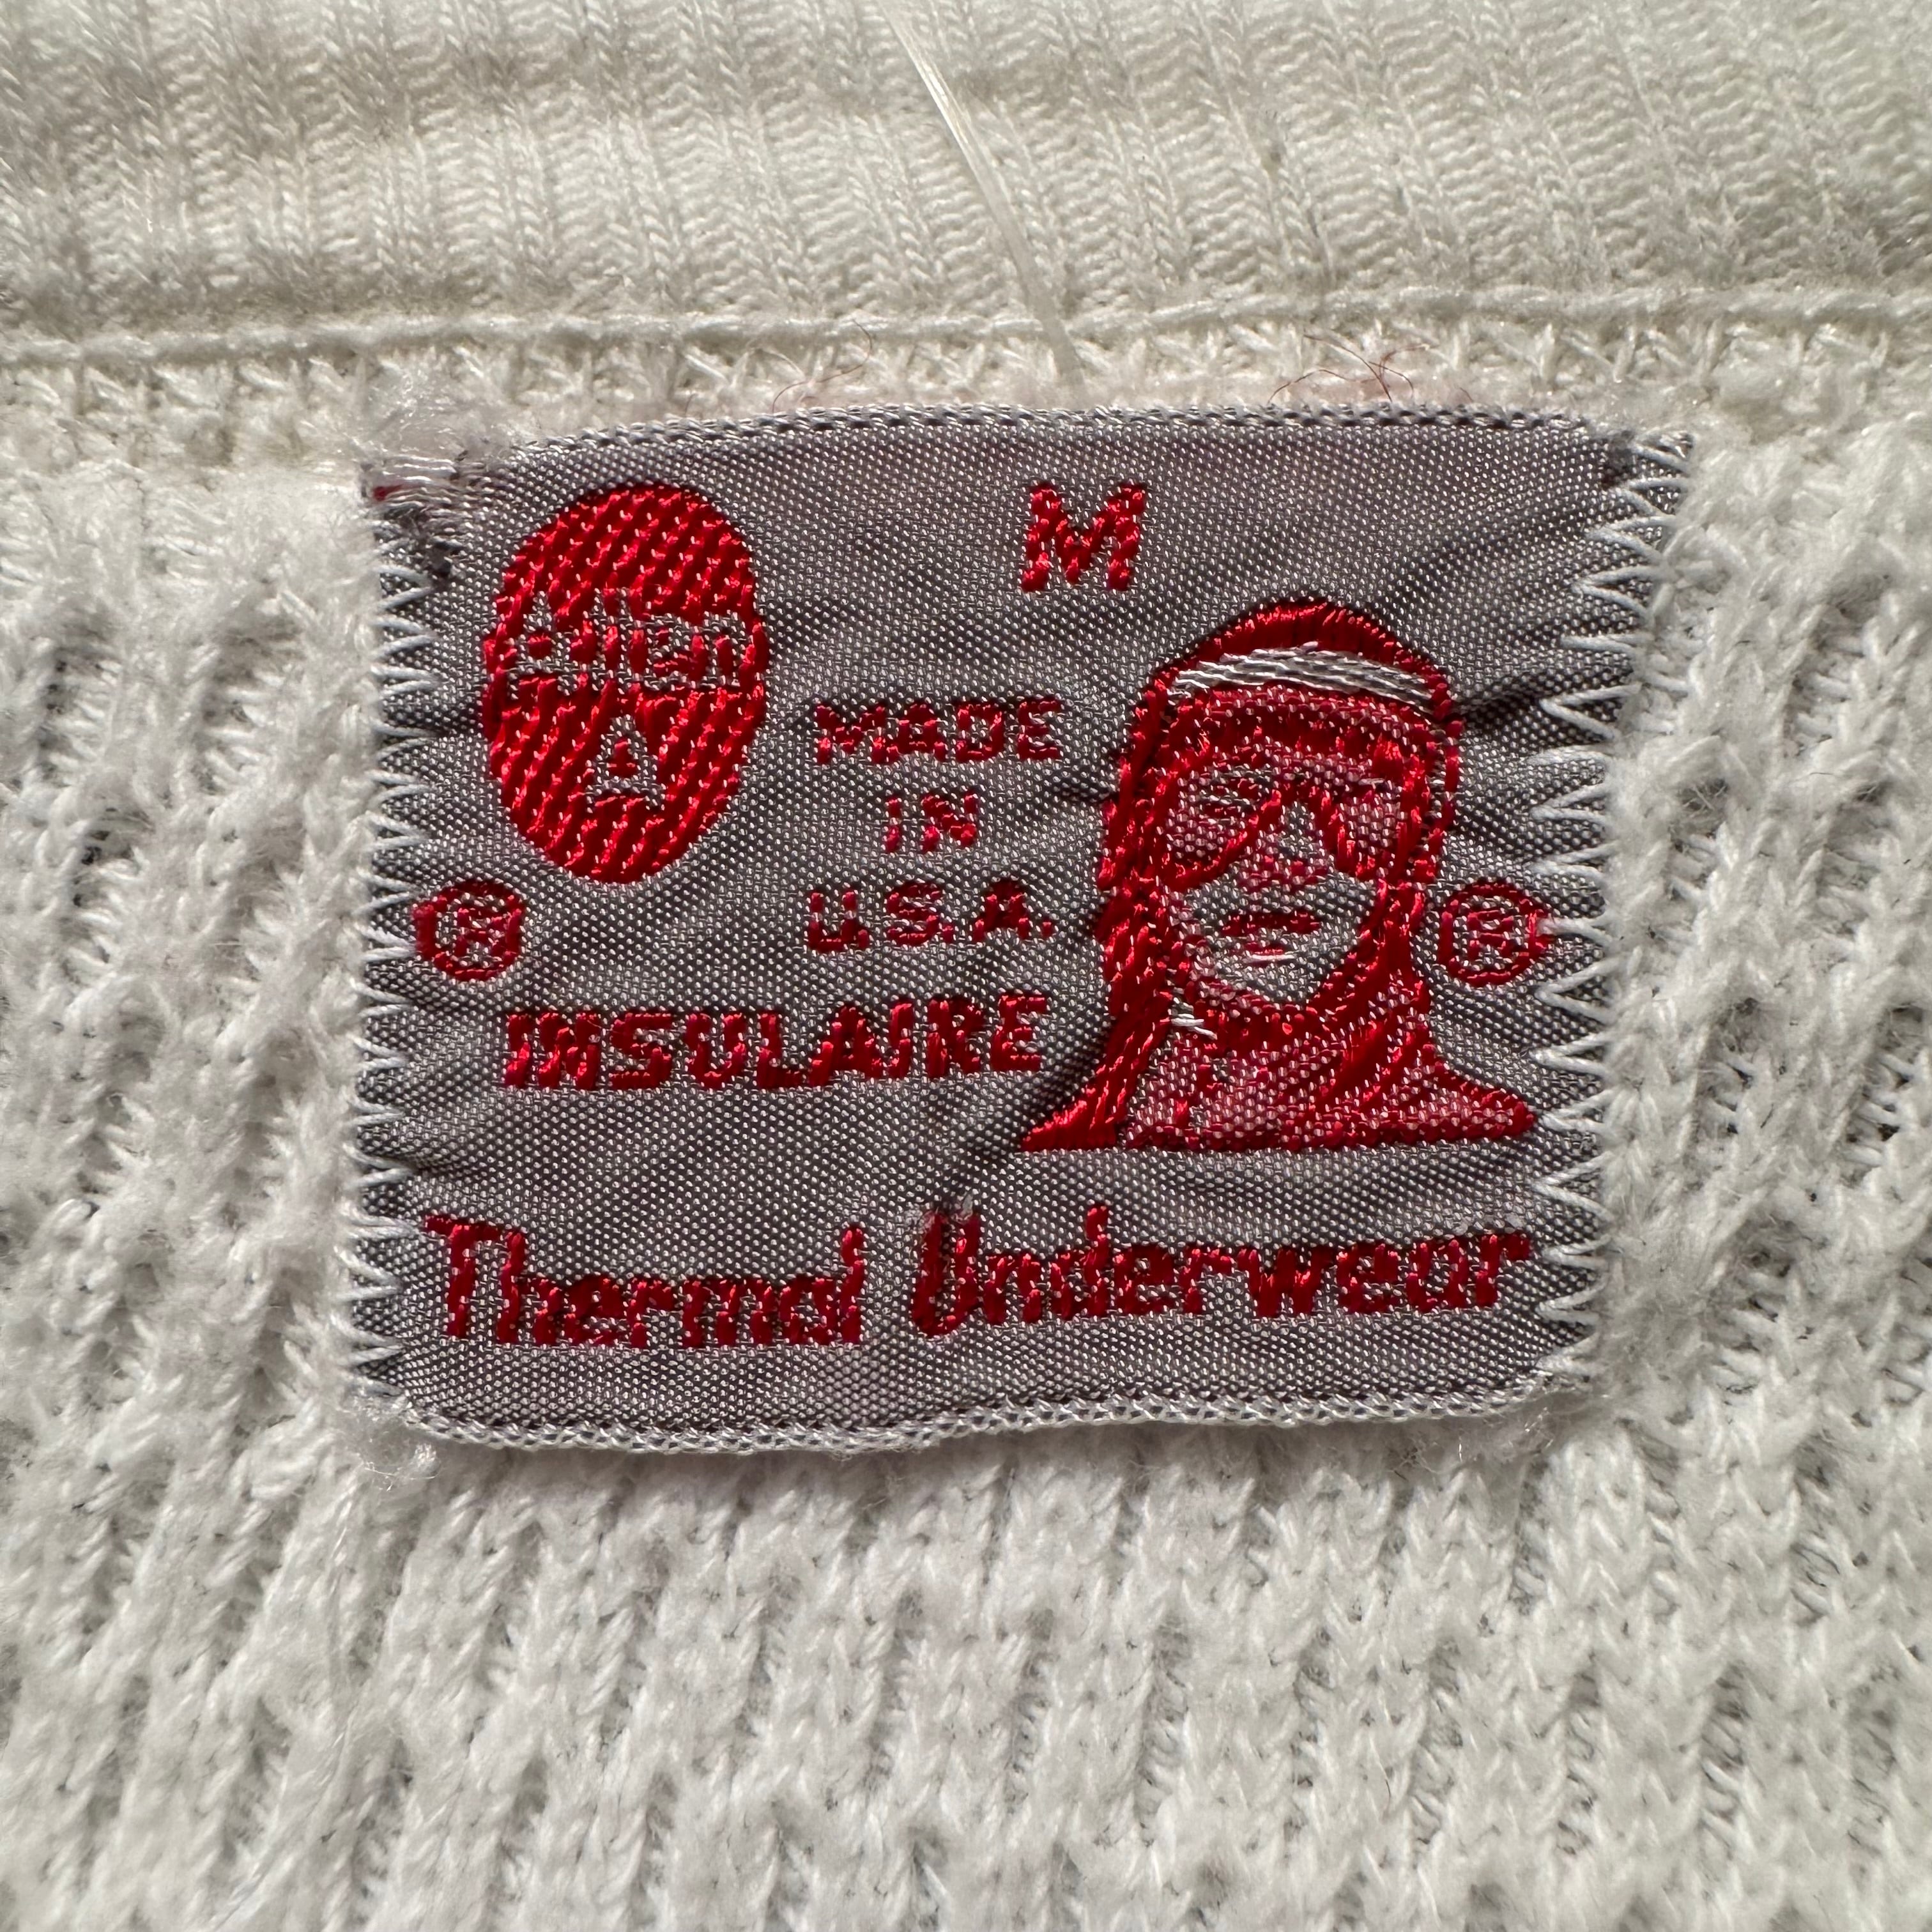 M
A
MADE
IN
U.S.A.
®
®
INSULAIRE
Thermal Underwear